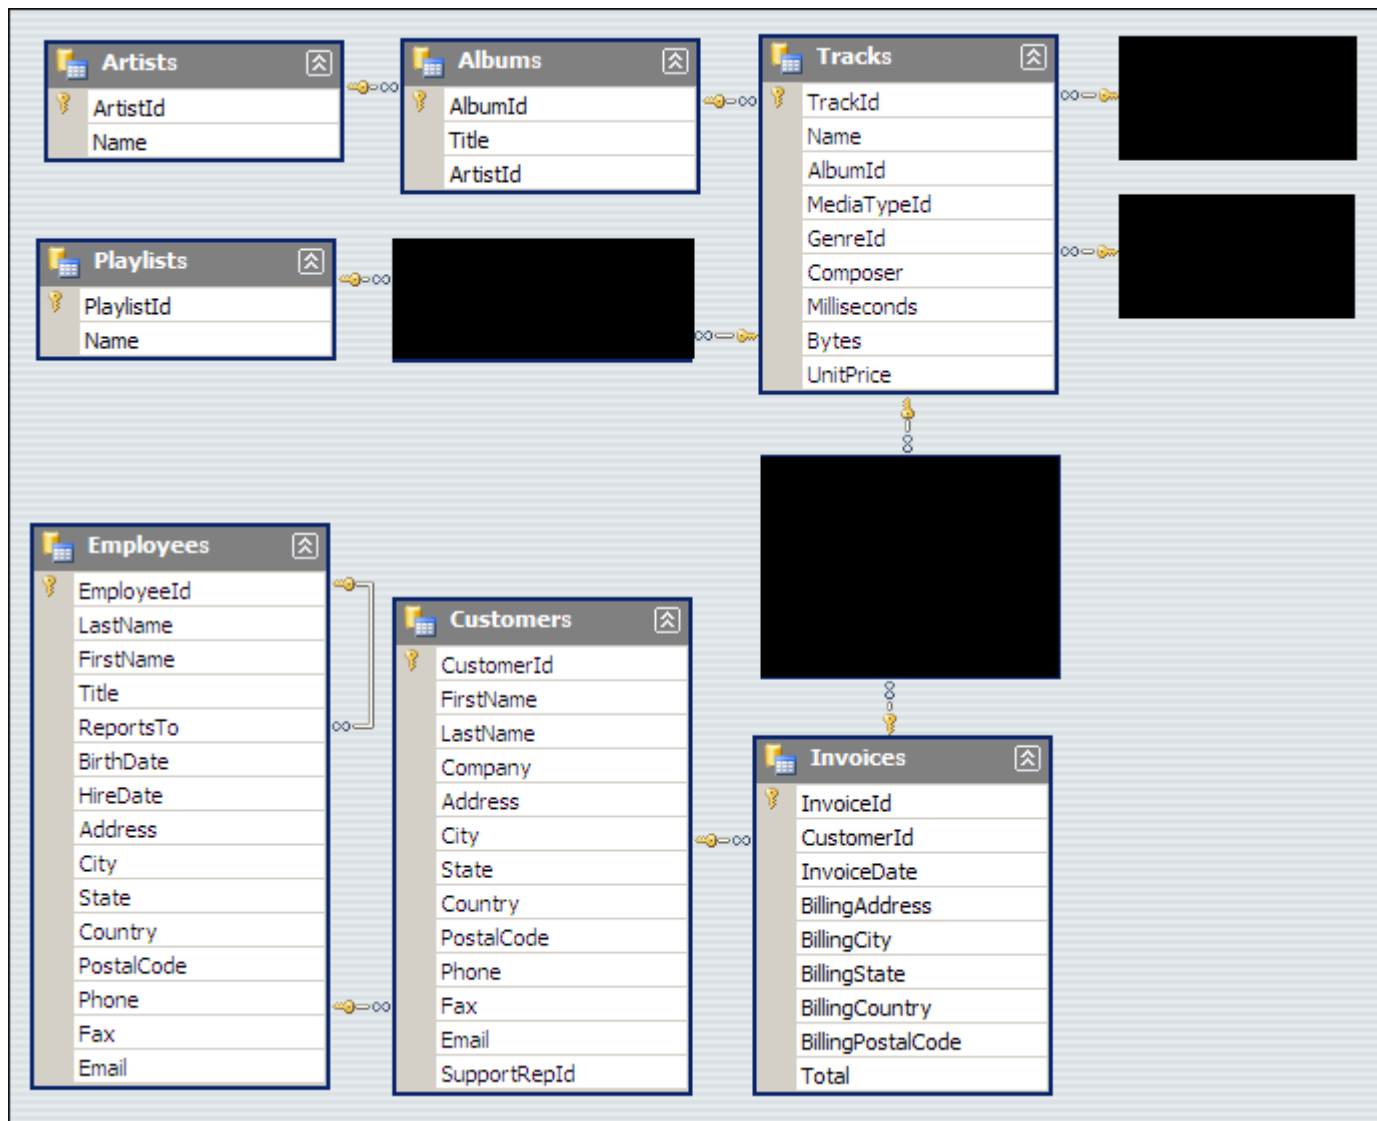 Artists
ArtistId
Name
Albums
AlbumId
Title
ArtistId
Tracks
TrackId
Name
AlbumId
MediaTypeId
GenreId
Composer
Milliseconds
Bytes
UnitPrice
Playlists
PlaylistId
Name
Employees
EmployeeId
LastName
FirstName
Title
ReportsTo
BirthDate
HireDate
Address
City
State
Country
PostalCode
Phone
Fax
Email
Customers
CustomerId
FirstName
LastName
Company
Address
City
State
Country
PostalCode
Phone
Fax
Email
SupportRepId
Invoices
InvoiceId
CustomerId
InvoiceDate
BillingAddress
BillingCity
BillingState
BillingCountry
BillingPostalCode
Total